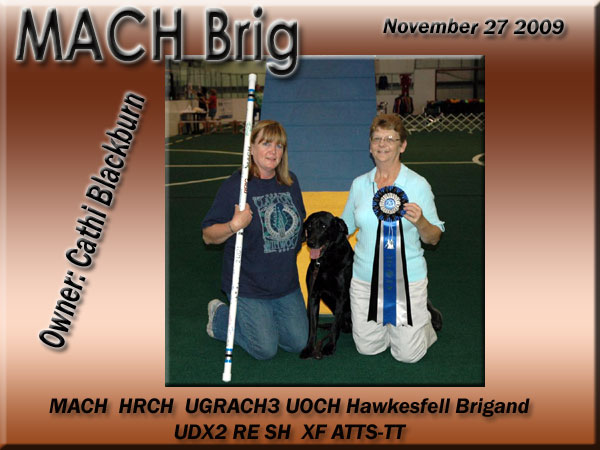 MACH Brig
November 27 2009
Owner: Cathi Blackburn
MACH HRCH UGRACH3 UOCH Hawkesfell Brigand
UDX2 RE SH XF ATTS-TT